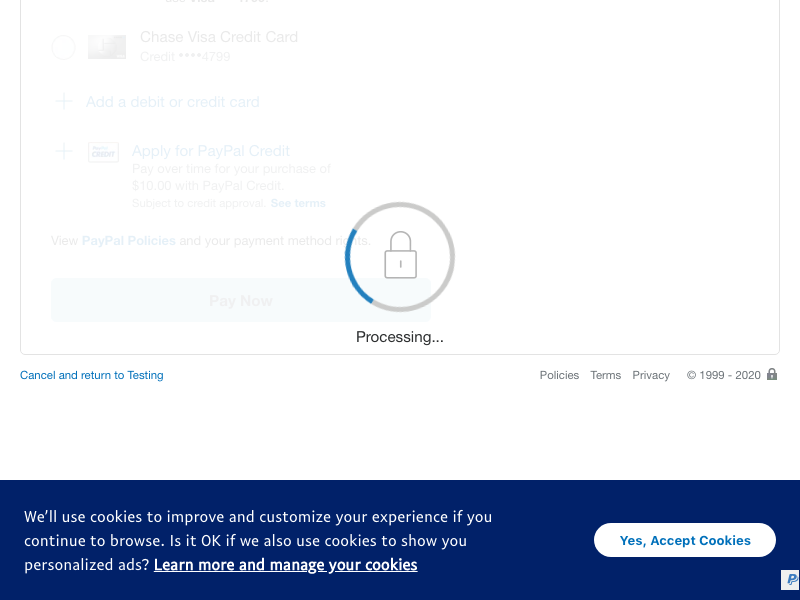 Chase Visa Credit Card
Credit ••••4799
Add a debit or credit card
Apply for PayPal Credit
Pay over time for your purchase of
$10.00 with PayPal Credit.
Subject to credit approval. See terms
View PayPal Policies and your payment method rights.
Pay Now
Processing...
Cancel and return to Testing
Policies Terms Privacy © 1999 - 2020
We'll use cookies to improve and customize your experience if you
continue to browse. Is it OK if we also use cookies to show you
personalized ads? Learn more and manage your cookies
Yes, Accept Cookies